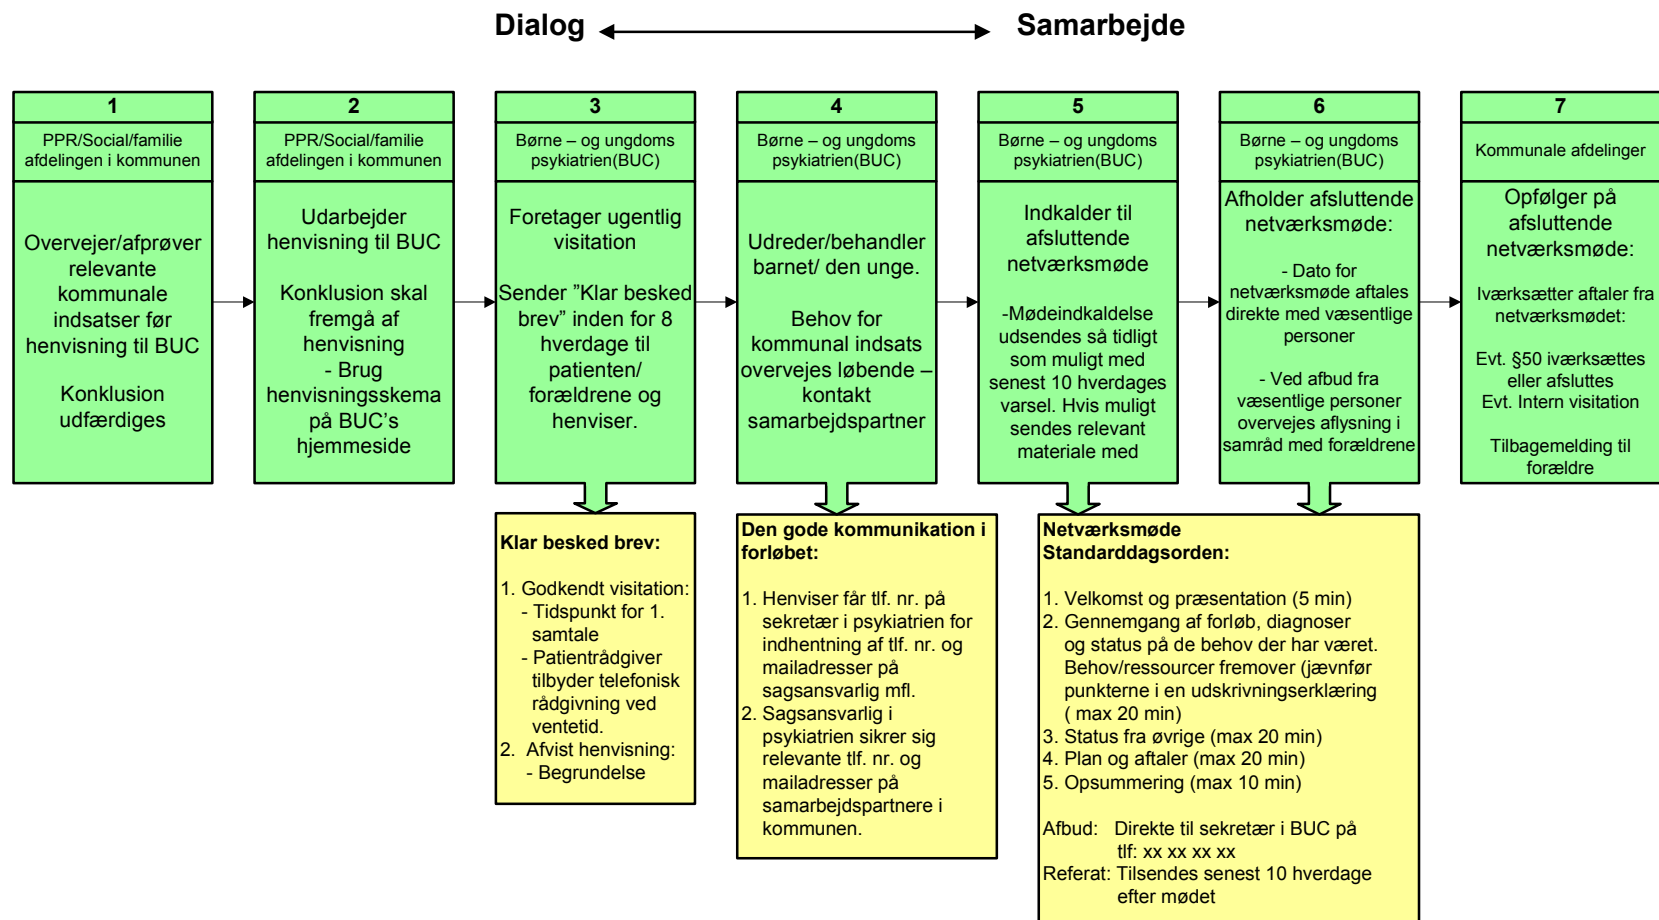 Dialog
Samarbejde
1
PPR/Social/familie
afdelingen i kommunen
Overvejer/afprøver
relevante
kommunale
indsatser før
henvisning til BUC
Konklusion
udfærdiges
2
PPR/Social/familie
afdelingen i kommunen
Udarbejder
henvisning til BUC
Konklusion skal
fremgå af
henvisning
- Brug
henvisningsskema
på BUC's
hjemmeside
3
Børne – og ungdoms
psykiatrien(BUC)
Foretager ugentlig
visitation
Sender ”Klar besked
brev” inden for 8
hverdage til
patienten/
forældrene og
henviser.
4
Børne – og ungdoms
psykiatrien(BUC)
Udreder/behandler
barnet/ den unge.
Behov for
kommunal indsats
overvejes løbende –
kontakt
samarbejdspartner
5
Børne – og ungdoms
psykiatrien(BUC)
Indkalder til
afsluttende
netværksmøde
-Mødeindkaldelse
udsendes så tidligt
som muligt med
senest 10 hverdages
varsel. Hvis muligt
sendes relevant
materiale med
6
Børne – og ungdoms
psykiatrien(BUC)
Afholder afsluttende
netværksmøde:
- Dato for
netværksmøde aftales
direkte med væsentlige
personer
- Ved afbud fra
væsentlige personer
overvejes aflysning i
samråd med forældrene
7
Kommunale afdelinger
Opfølger på
afsluttende
netværksmøde:
Iværksætter aftaler fra
netværksmødet:
Evt. §50 iværksættes
eller afsluttes
Evt. Intern visitation
Tilbagemelding til
forældre
Klar besked brev:
1. Godkendt visitation:
- Tidspunkt for 1.
samtale
- Patientrådgiver
tilbyder telefonisk
rådgivning ved
ventetid.
2. Afvist henvisning:
- Begrundelse
Den gode kommunikation i
forløbet:
1. Henviser får tlf. nr. på
sekretær i psykiatrien for
indhentning af tlf. nr. og
mailadresser på
sagsansvarlig mfl.
2. Sagsansvarlig i
psykiatrien sikrer sig
relevante tlf. nr. og
mailadresser på
samarbejdspartnere i
kommunen.
Netværksmøde
Standarddagsorden:
1. Velkomst og præsentation (5 min)
2. Gennemgang af forløb, diagnoser
og status på de behov der har været.
Behov/ressourcer fremover (jævnfør
punkterne i en udskrivningserklæring
( max 20 min)
3. Status fra øvrige (max 20 min)
4. Plan og aftaler (max 20 min)
5. Opsummering (max 10 min)
Afbud: Direkte til sekretær i BUC på
tlf: xx xx xx xx
Referat: Tilsendes senest 10 hverdage
efter mødet